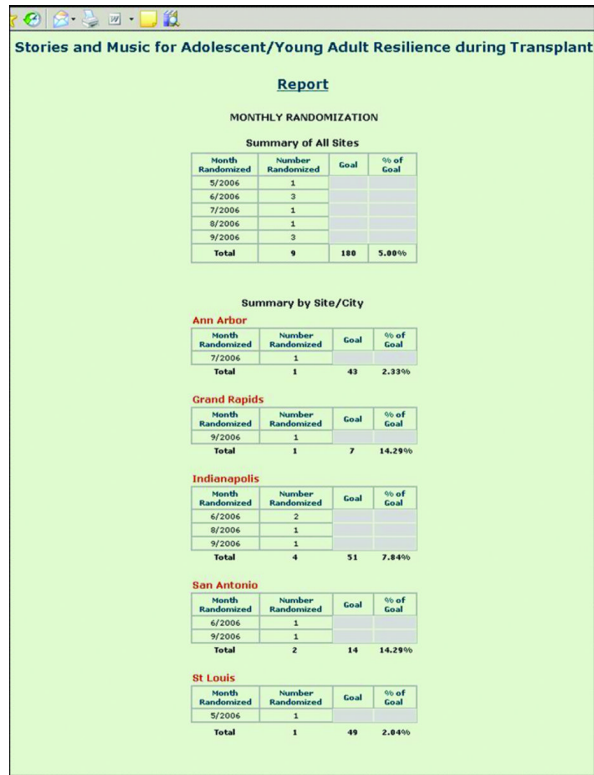 Stories and Music for Adolescent/Young Adult Resilience during Transplant
Report
MONTHLY RANDOMIZATION
Summary of All Sites
Month Randomized Number Randomized Goal % of Goal
5/2006 1
6/2006 3
7/2006 1
8/2006 1
9/2006 3
Total 9 180 5.00%
Summary by Site/City
Ann Arbor
Month Randomized Number Randomized Goal % of Goal
7/2006 1
Total 1 43 2.33%
Grand Rapids
Month Randomized Number Randomized Goal % of Goal
9/2006 1
Total 1 7 14.29%
Indianapolis
Month Randomized Number Randomized Goal % of Goal
6/2006 2
8/2006 1
9/2006 1
Total 4 51 7.84%
San Antonio
Month Randomized Number Randomized Goal % of Goal
6/2006 1
9/2006 1
Total 2 14 14.29%
St Louis
Month Randomized Number Randomized Goal % of Goal
5/2006 1
Total 1 49 2.04%